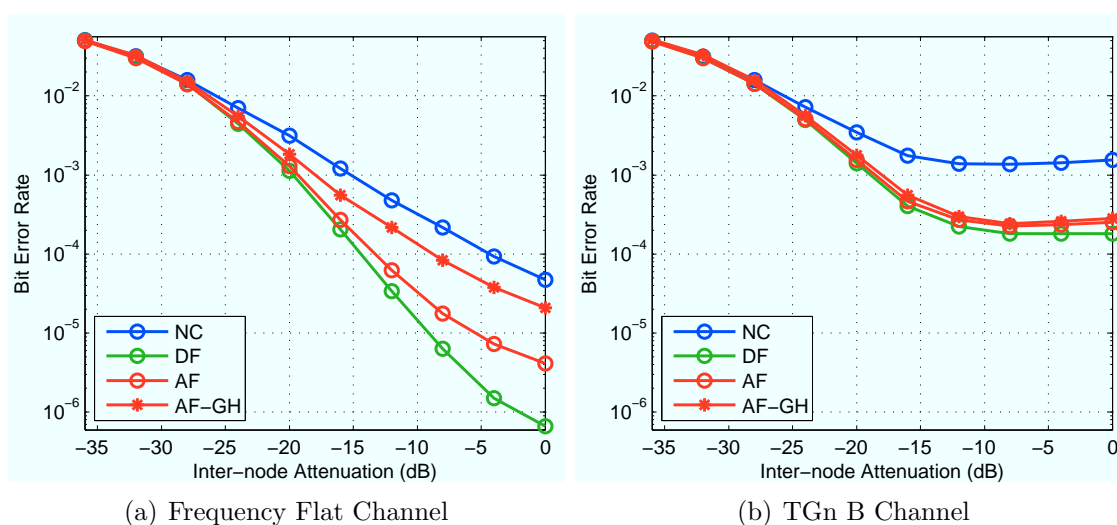 10−2
10−3
10−4
10−5
10−6
Bit Error Rate
NC
DF
AF
AF−GH
−35 −30 −25 −20 −15 −10 −5 0
Inter−node Attenuation (dB)
(a) Frequency Flat Channel
10−2
10−3
10−4
10−5
10−6
Bit Error Rate
NC
DF
AF
AF−GH
−35 −30 −25 −20 −15 −10 −5 0
Inter−node Attenuation (dB)
(b) TGn B Channel